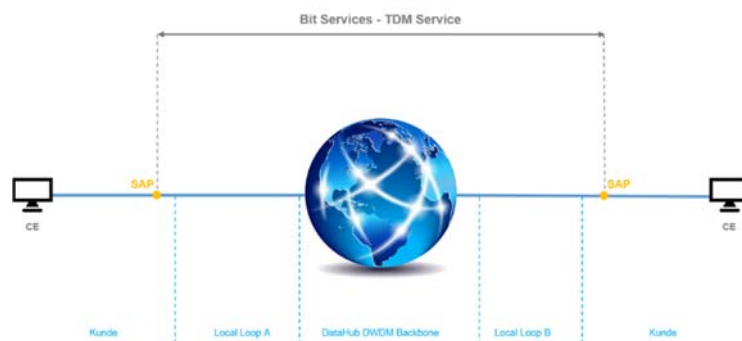 Bit Services - TDM Service
SAP
SAP
CE
CE
Kunde
Local Loop A
DataHub DWDM Backbone
Local Loop B
Kunde